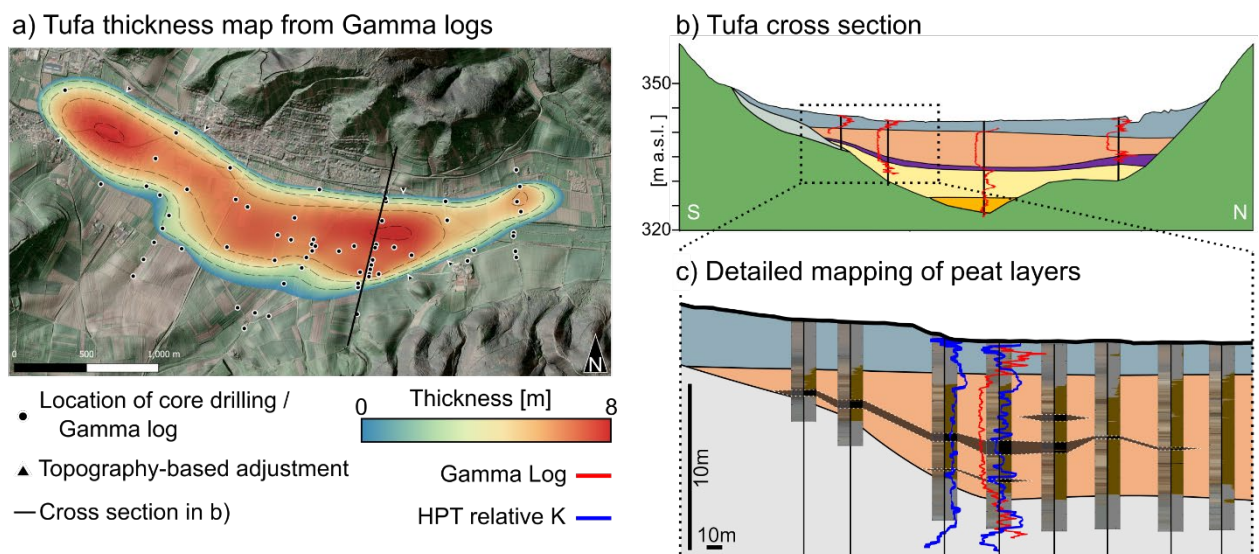 a) Tufa thickness map from Gamma logs
0
500
1,000 m
N
Location of core drilling /
Gamma log
Topography-based adjustment
Cross section in b)
0 Thickness [m] 8
Gamma Log
HPT relative K
b) Tufa cross section
350
[m a.s.l.]
320
S
N
c) Detailed mapping of peat layers
10m
10m